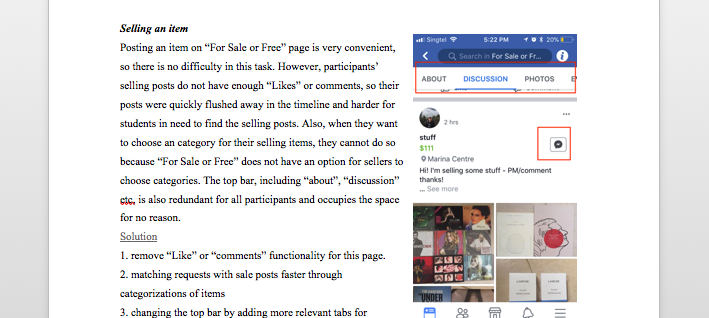 Selling an item
Posting an item on “For Sale or Free” page is very convenient,
so there is no difficulty in this task. However, participants’
selling posts do not have enough “Likes” or comments, so their
posts were quickly flushed away in the timeline and harder for
students in need to find the selling posts. Also, when they want
to choose an category for their selling items, they cannot do so
because “For Sale or Free” does not have an option for sellers to
choose categories. The top bar, including “about”, “discussion”
etc. is also redundant for all participants and occupies the space
for no reason.
Solution
1. remove “Like” or “comments” functionality for this page.
2. matching requests with sale posts faster through
categorizations of items
3. changing the top bar by adding more relevant tabs for
Singtel 5:22 PM 20%
Search in For Sale or Fr...
ABOUT DISCUSSION PHOTOS
2 hrs
stuff
$111
Marina Centre
Hi! I'm selling some stuff - PM/comment
thanks!
... See more
UNDER